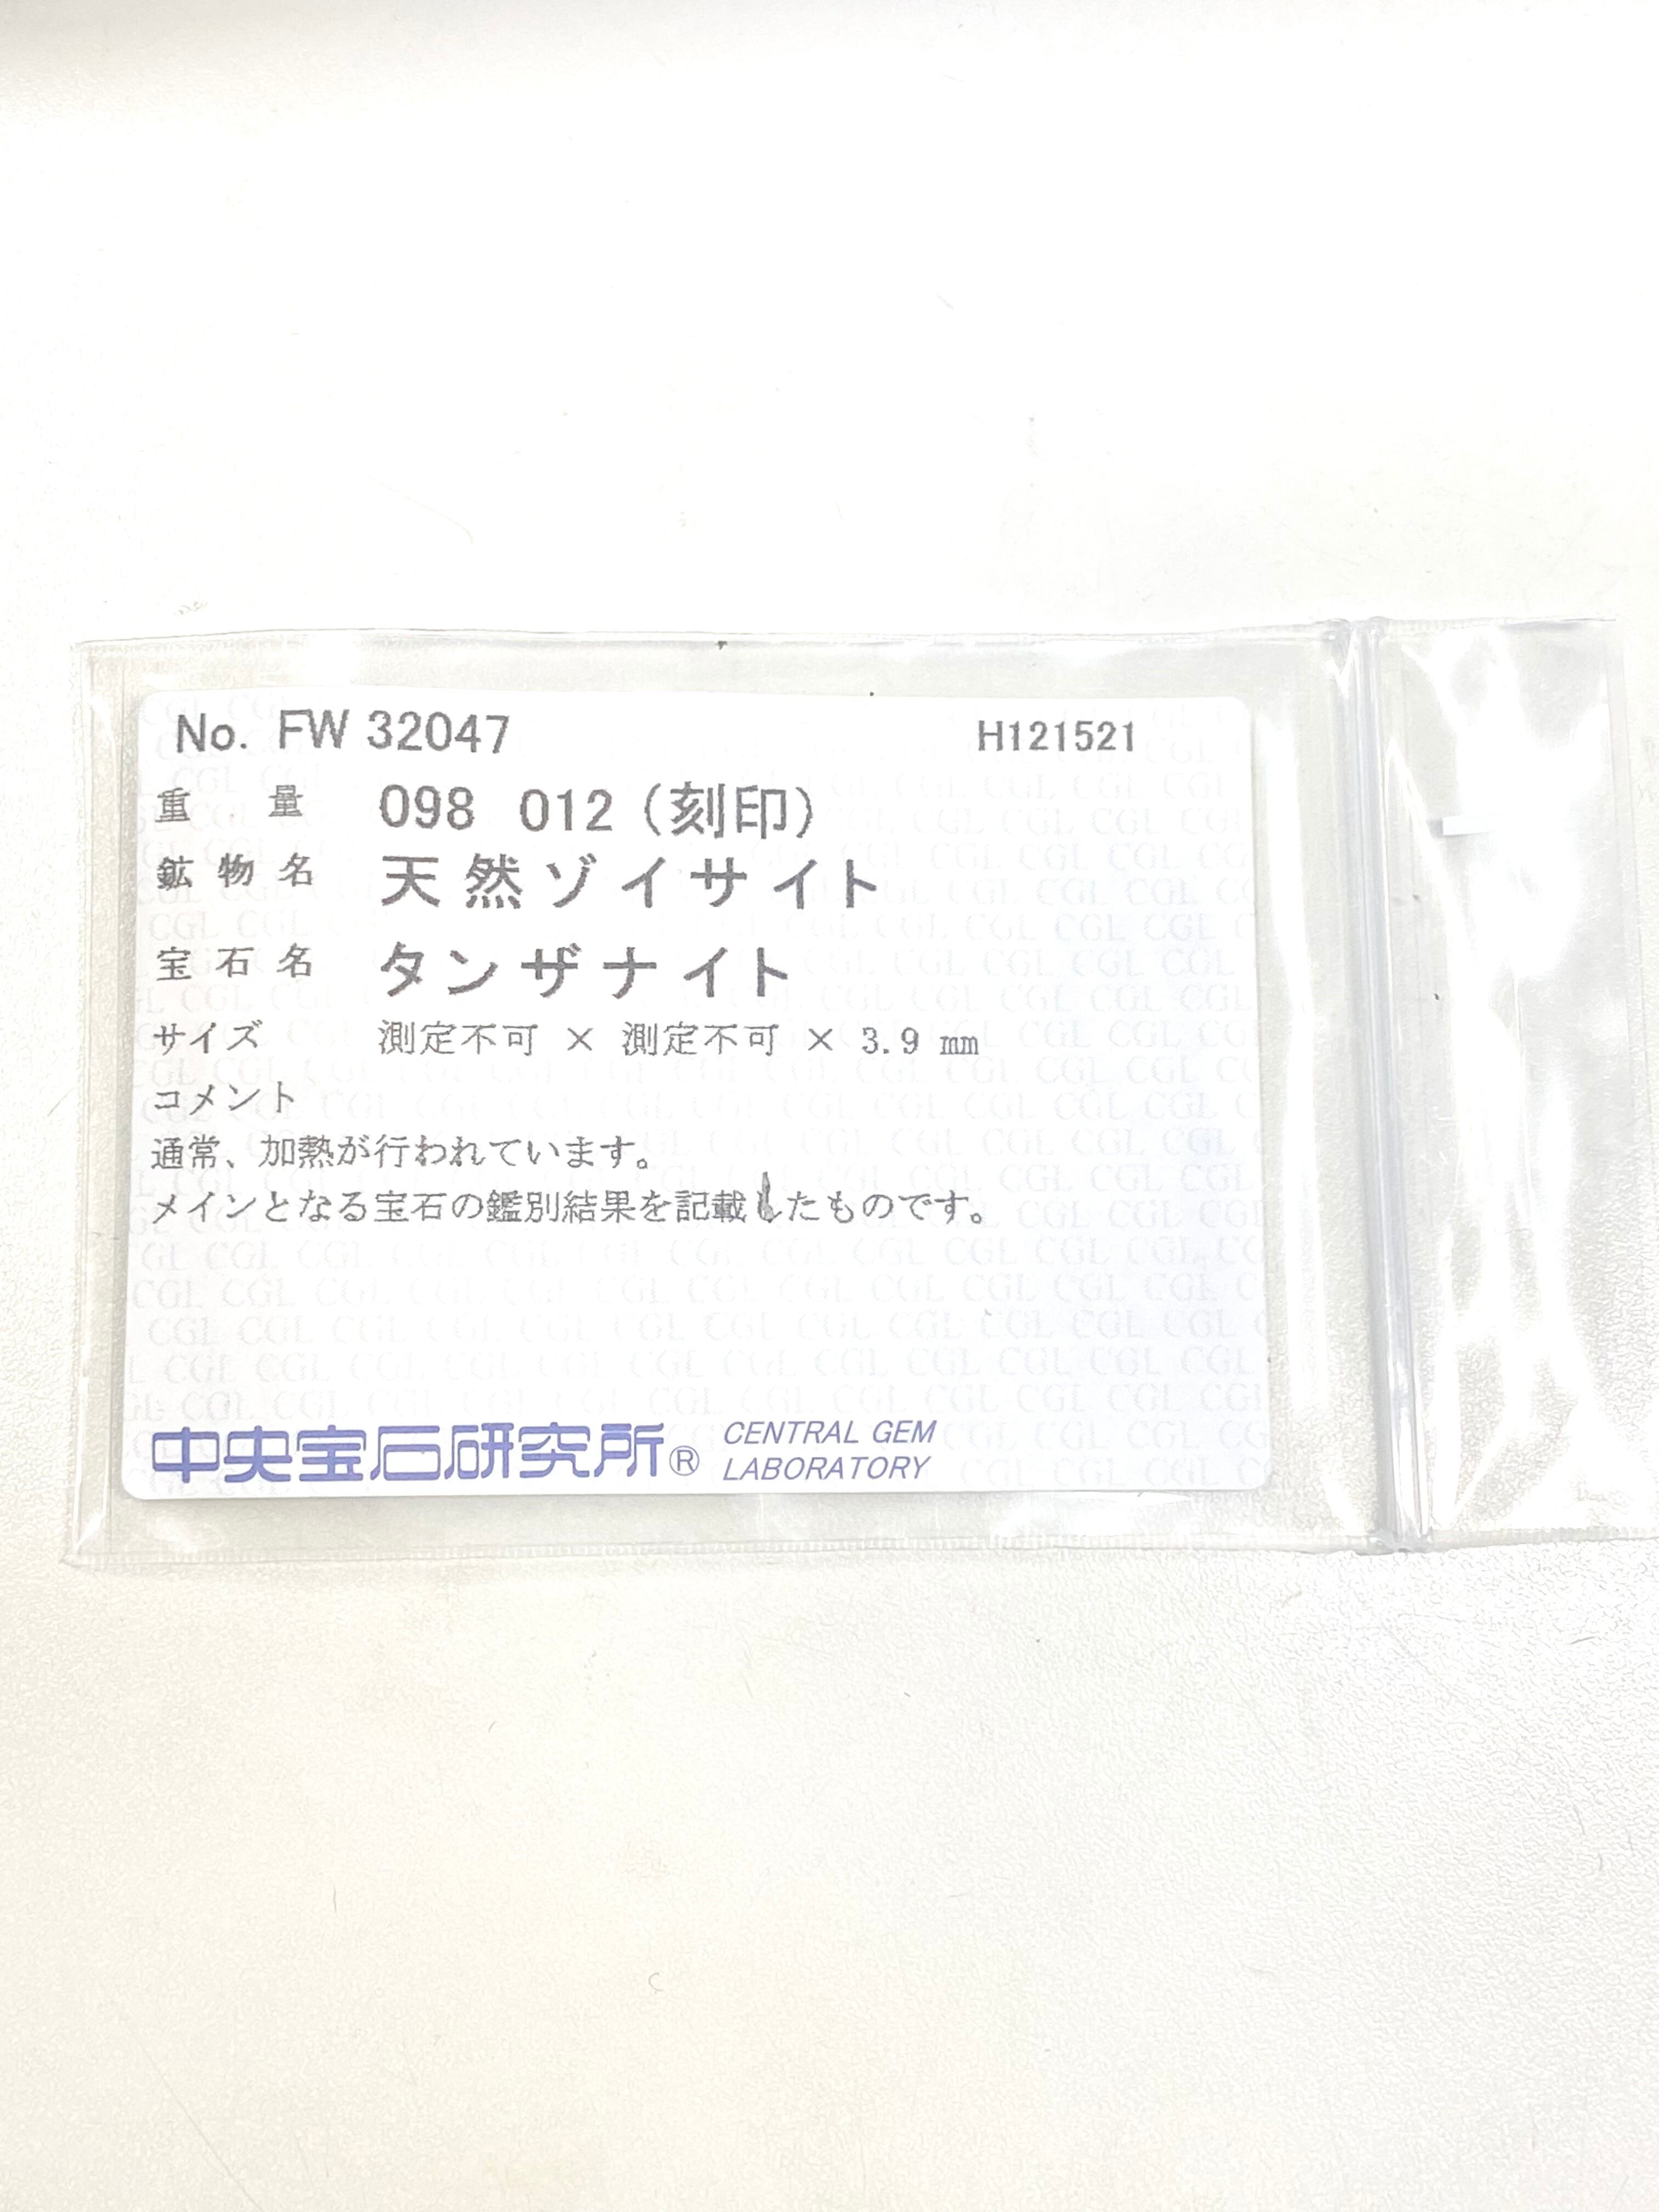 No. FW 32047 H121521
重量 098 012(刻印)
鉱物名 天然ゾイサイト
宝石名 タンザナイト
サイズ 測定不可 × 測定不可 × 3.9 mm
コメント
通常、加熱が行われています。
メインとなる宝石の鑑別結果を記載したものです。
中央宝石研究所® CENTRAL GEM
LABORATORY